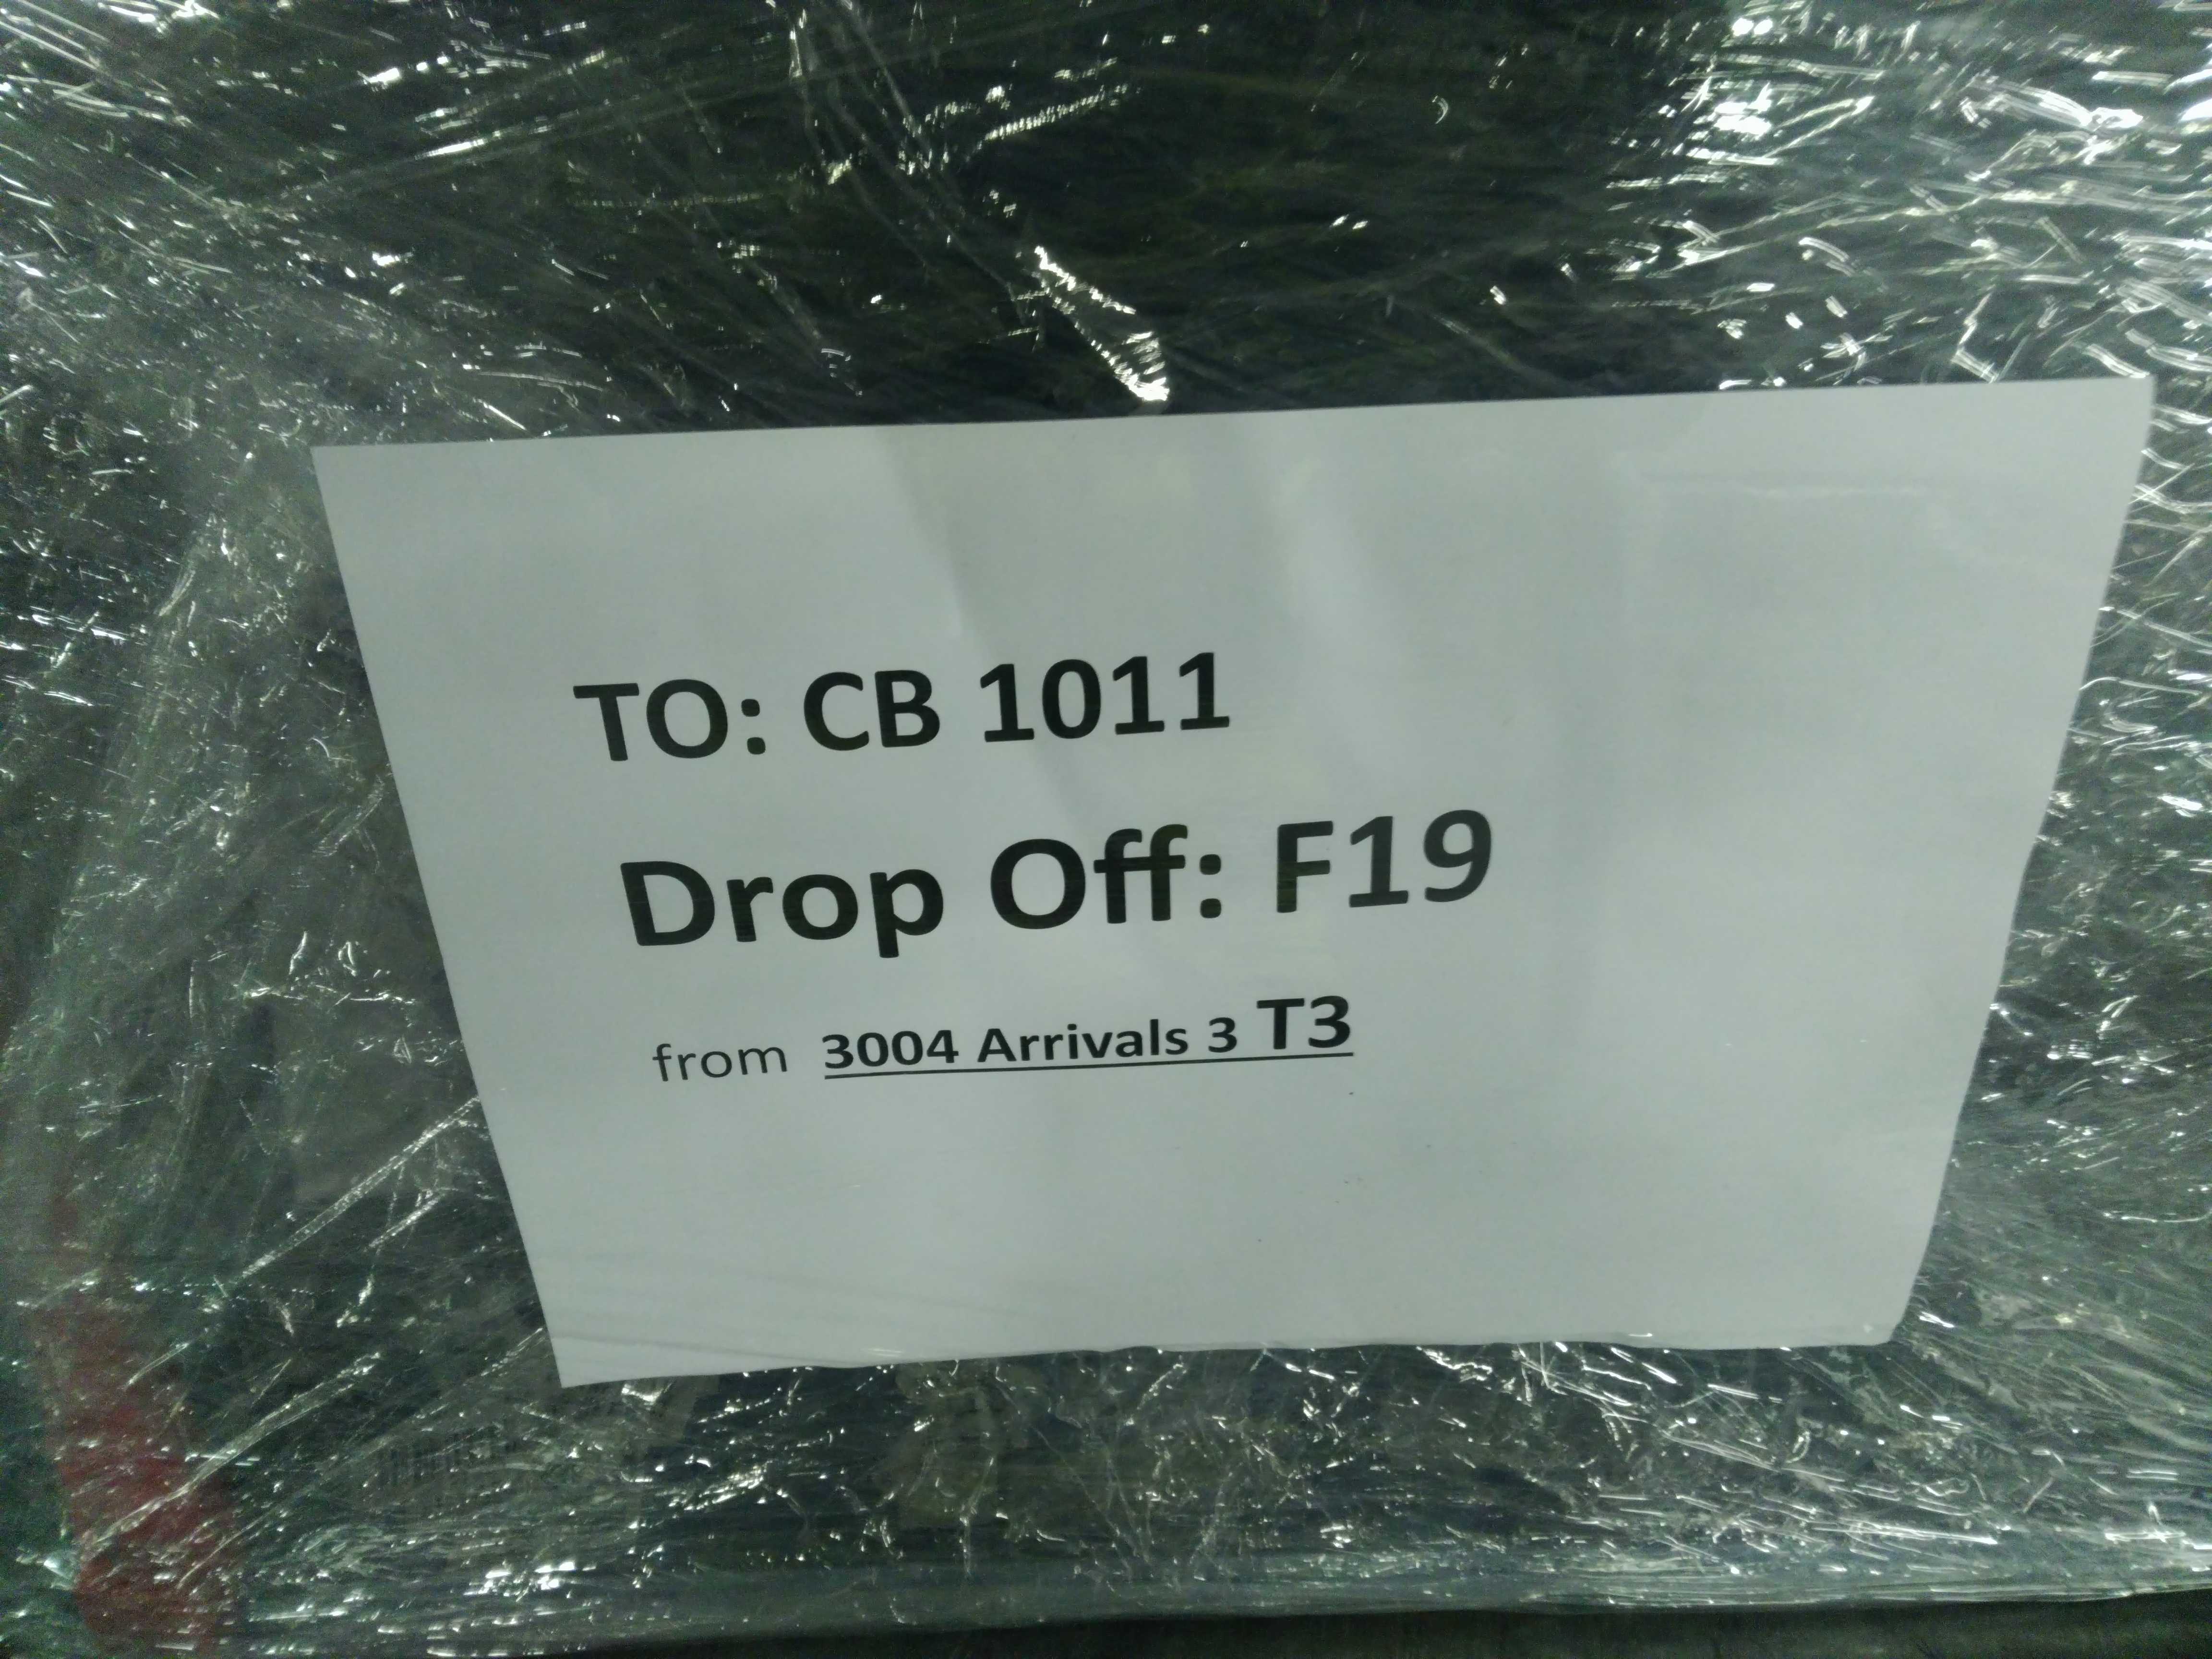 TO: CB 1011
Drop Off: F19
from 3004 Arrivals 3 T3